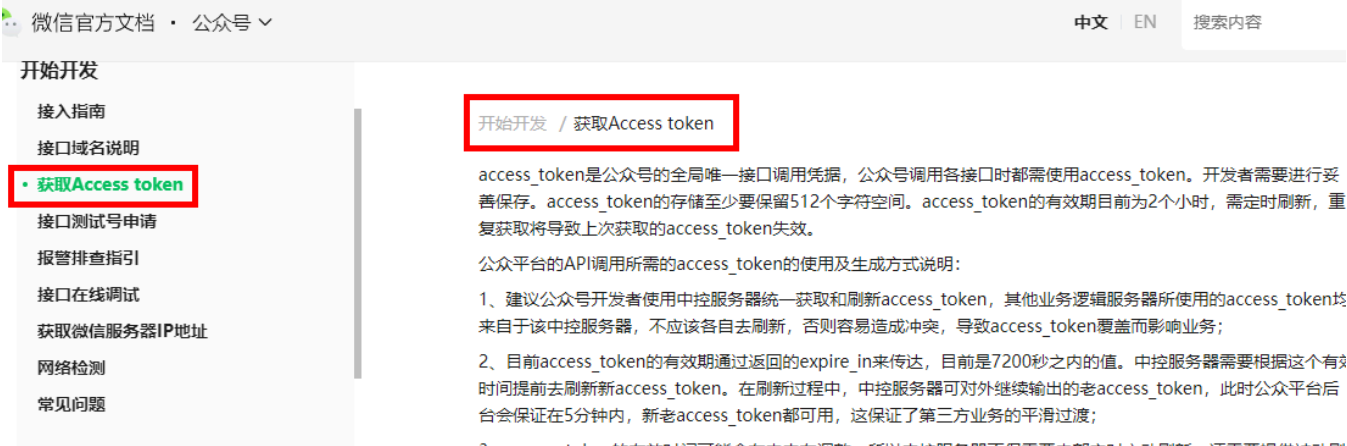 微信官方文档 · 公众号
中文 | EN
搜索内容
开始开发
接入指南
接口域名说明
• 获取Access token
接口测试号申请
报警排查指引
接口在线调试
获取微信服务器IP地址
网络检测
常见问题
开始开发 / 获取Access token
access_token是公众号的全局唯一接口调用凭据，公众号调用各接口时都需使用access_token。开发者需要进行妥
善保存。access_token的存储至少要保留512个字符空间。access_token的有效期目前为2个小时，需定时刷新，重
复获取将导致上次获取的access_token失效。
公众平台的API调用所需的access_token的使用及生成方式说明：
1、建议公众号开发者使用中控服务器统一获取和刷新access_token，其他业务逻辑服务器所使用的access_token均
来自于该中控服务器，不应该各自去刷新，否则容易造成冲突，导致access_token覆盖而影响业务；
2、目前access_token的有效期通过返回的expire_in来传达，目前是7200秒之内的值。中控服务器需要根据这个有效
时间提前去刷新新access_token。在刷新过程中，中控服务器可对外继续输出的老access_token，此时公众平台后
台会保证在5分钟内，新老access_token都可用，这保证了第三方业务的平滑过渡；